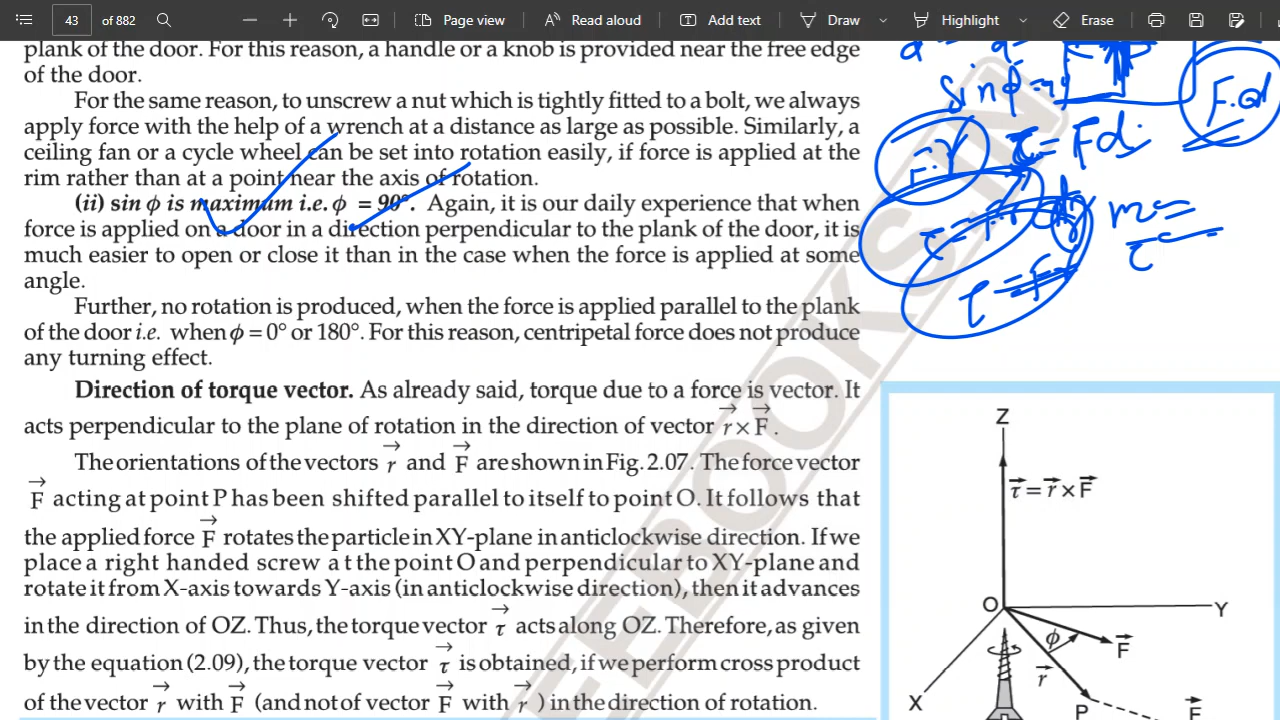 43 of 882 Page view Read aloud Add text Draw Highlight Erase
plank of the door. For this reason, a handle or a knob is provided near the free edge
of the door.
For the same reason, to unscrew a nut which is tightly fitted to a bolt, we always
apply force with the help of a wrench at a distance as large as possible. Similarly, a
ceiling fan or a cycle wheel can be set into rotation easily, if force is applied at the
rim rather than at a point near the axis of rotation.
(ii) sin ϕ is maximum i.e. ϕ = 90°. Again, it is our daily experience that when
force is applied on a door in a direction perpendicular to the plank of the door, it is
much easier to open or close it than in the case when the force is applied at some
angle.
Further, no rotation is produced, when the force is applied parallel to the plank
of the door i.e. when ϕ = 0° or 180°. For this reason, centripetal force does not produce
any turning effect.
Direction of torque vector. As already said, torque due to a force is vector. It
acts perpendicular to the plane of rotation in the direction of vector r⃗ × F⃗.
The orientations of the vectors r⃗ and F⃗ are shown in Fig. 2.07. The force vector
F⃗ acting at point P has been shifted parallel to itself to point O. It follows that
the applied force F⃗ rotates the particle in XY-plane in anticlockwise direction. If we
place a right handed screw a t the point O and perpendicular to XY-plane and
rotate it from X-axis towards Y-axis (in anticlockwise direction), then it advances
in the direction of OZ. Thus, the torque vector τ⃗ acts along OZ. Therefore, as given
by the equation (2.09), the torque vector τ⃗ is obtained, if we perform cross product
of the vector r⃗ with F⃗ (and not of vector F⃗ with r⃗ ) in the direction of rotation.
sinϕ =
F.d
F.r
τ = Fd
m =
τ
Z
τ⃗ = r⃗ × F⃗
O
Y
ϕ
F⃗
r⃗
X
P
F⃗
EBOOKS.IN